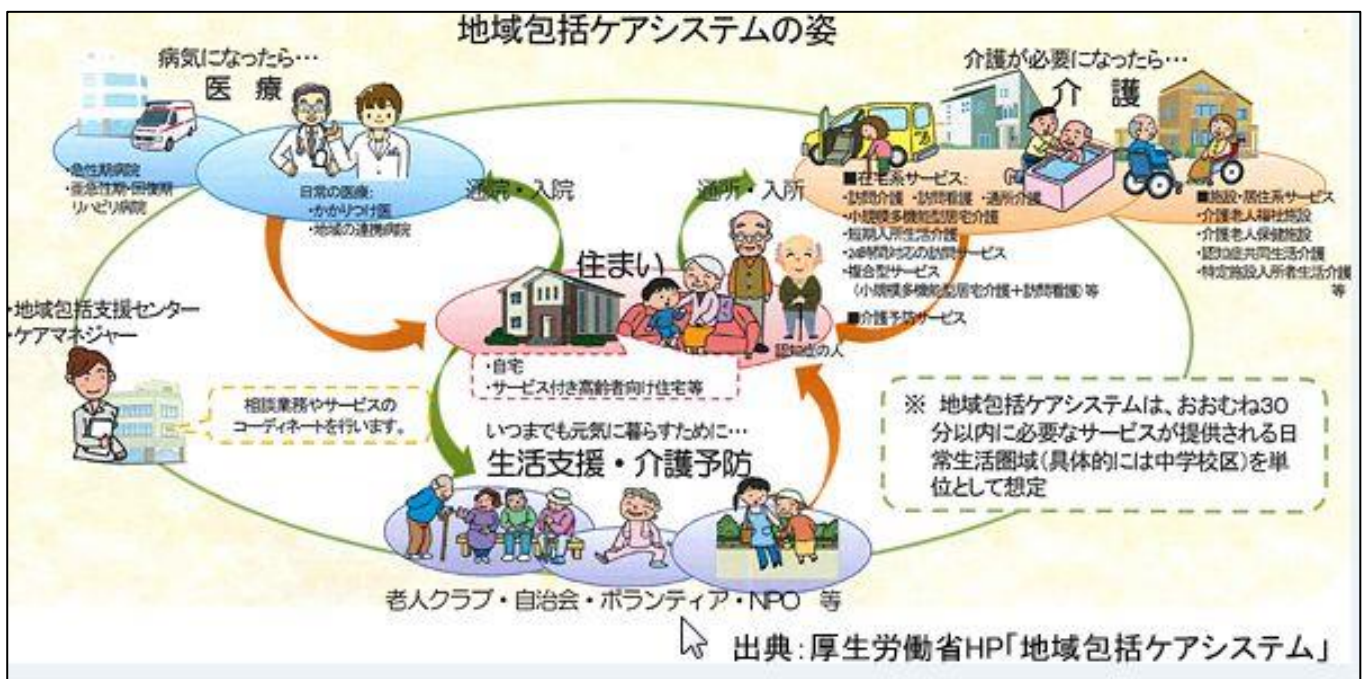 地域包括ケアシステムの姿
病気になったら…
医 療
・急性期病院
・亜急性期・回復期
リハビリ病院
日常の医療:
・かかりつけ医
・地域の連携病院
通院・入院
通所・入所
介護が必要になったら…
介 護
■在宅系サービス:
・訪問介護・訪問看護・通所介護
・小規模多機能型居宅介護
・短期入所生活介護
・24時間対応の訪問サービス
・複合型サービス
(小規模多機能型居宅介護+訪問看護)等
■介護予防サービス
■施設・居住系サービス
・介護老人福祉施設
・介護老人保健施設
・認知症共同生活介護
・特定施設入所者生活介護
等
住まい
認知症の人
・自宅
・サービス付き高齢者向け住宅等
・地域包括支援センター
・ケアマネジャー
相談業務やサービスの
コーディネートを行います。
いつまでも元気に暮らすために…
生活支援・介護予防
老人クラブ・自治会・ボランティア・NPO 等
※ 地域包括ケアシステムは、おおむね30
分以内に必要なサービスが提供される日
常生活圏域(具体的には中学校区)を単
位として想定
出典:厚生労働省HP「地域包括ケアシステム」